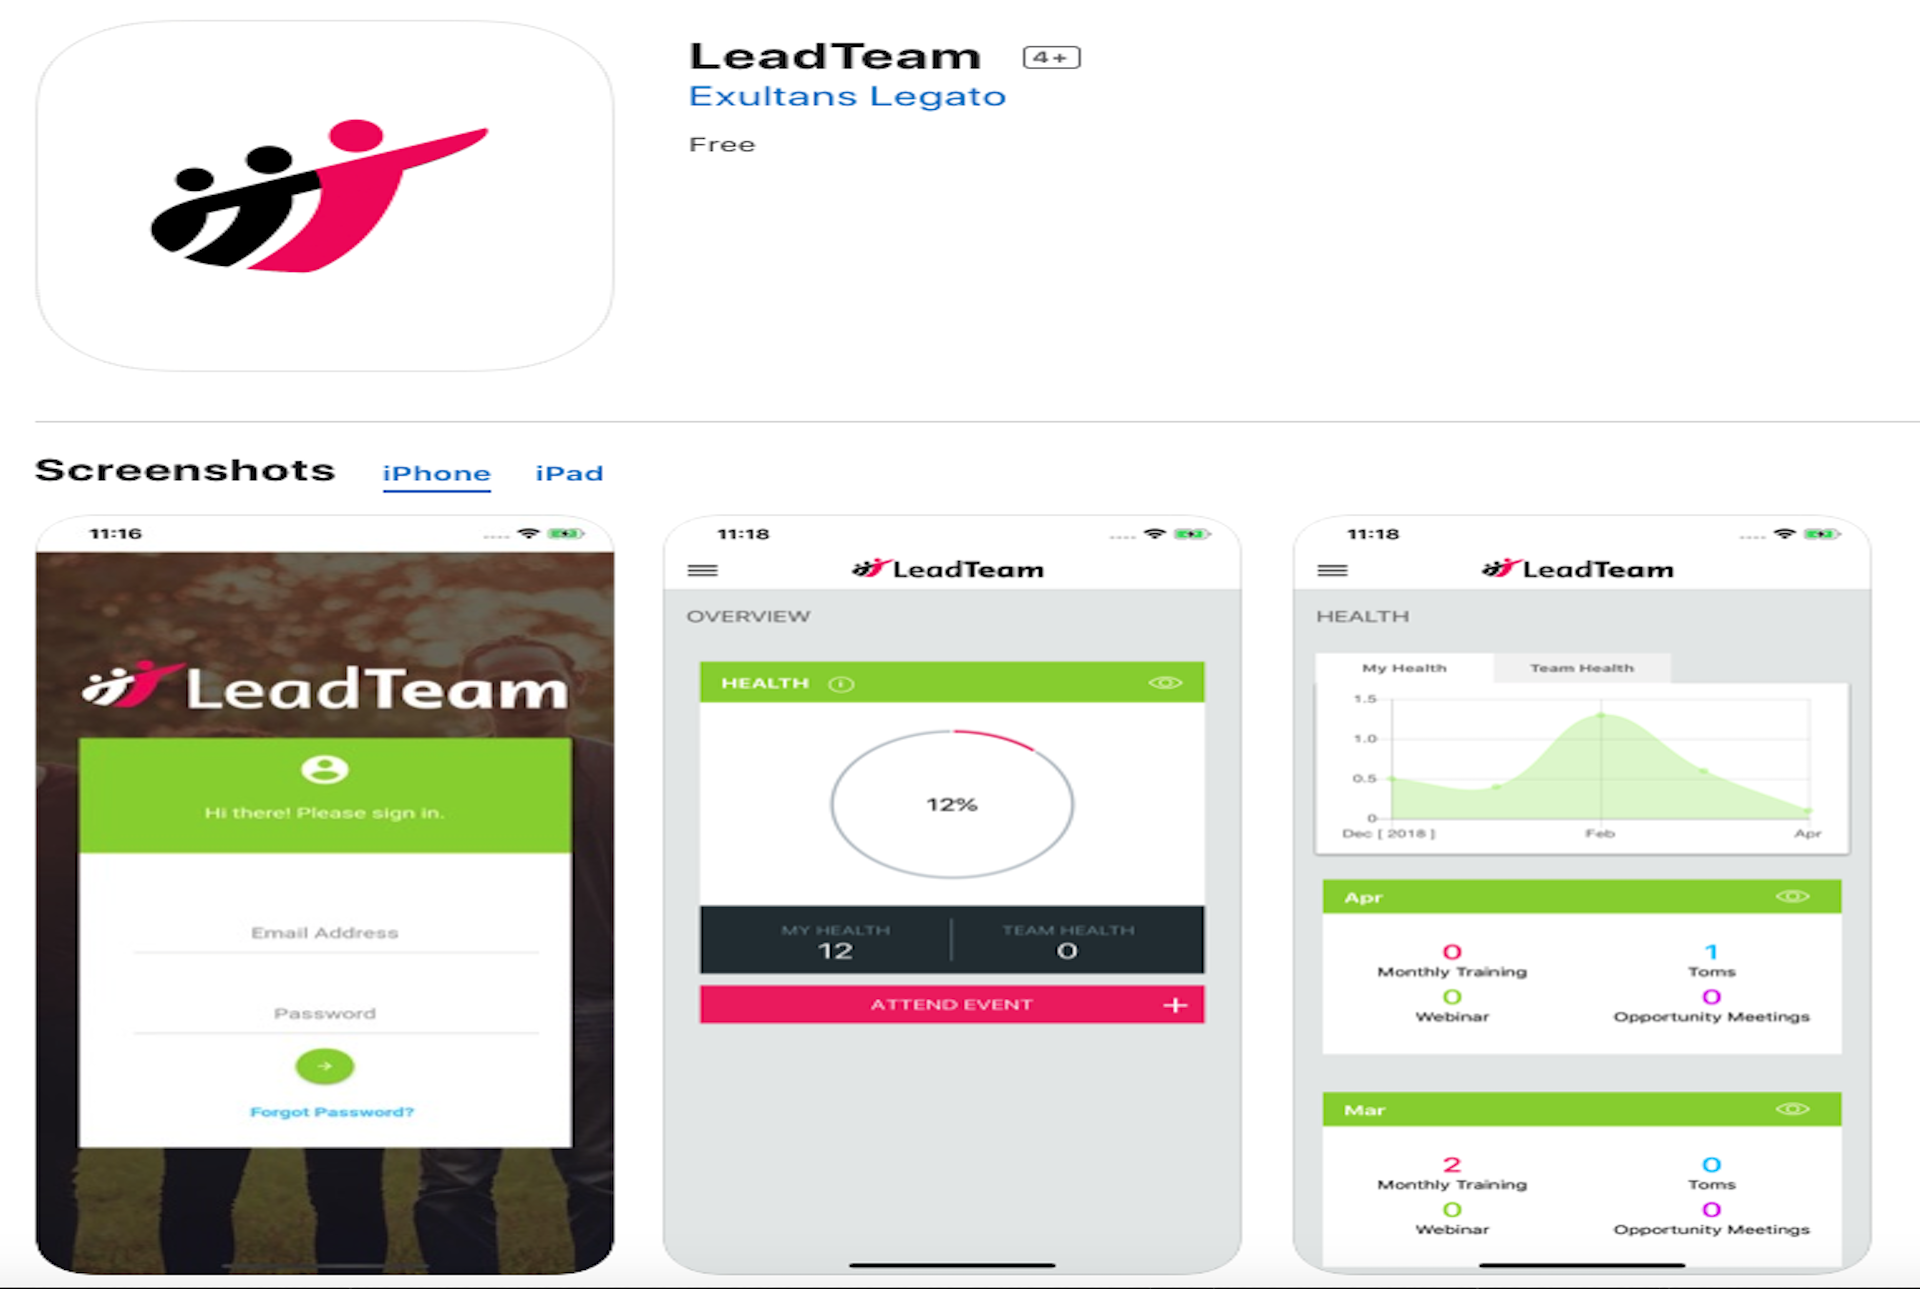 LeadTeam 4+
Exultans Legato
Free
Screenshots iPhone iPad
11:16
LeadTeam
Hi there! Please sign in.
Email Address
Password
Forgot Password?
11:18
LeadTeam
OVERVIEW
HEALTH
12%
MY HEALTH TEAM HEALTH
12 0
ATTEND EVENT +
11:18
LeadTeam
HEALTH
My Health Team Health
1.5
1.0
0.5
0
Dec [ 2018 ] Feb Apr
Apr
0 1
Monthly Training Toms
0 0
Webinar Opportunity Meetings
Mar
2 0
Monthly Training Toms
0 0
Webinar Opportunity Meetings